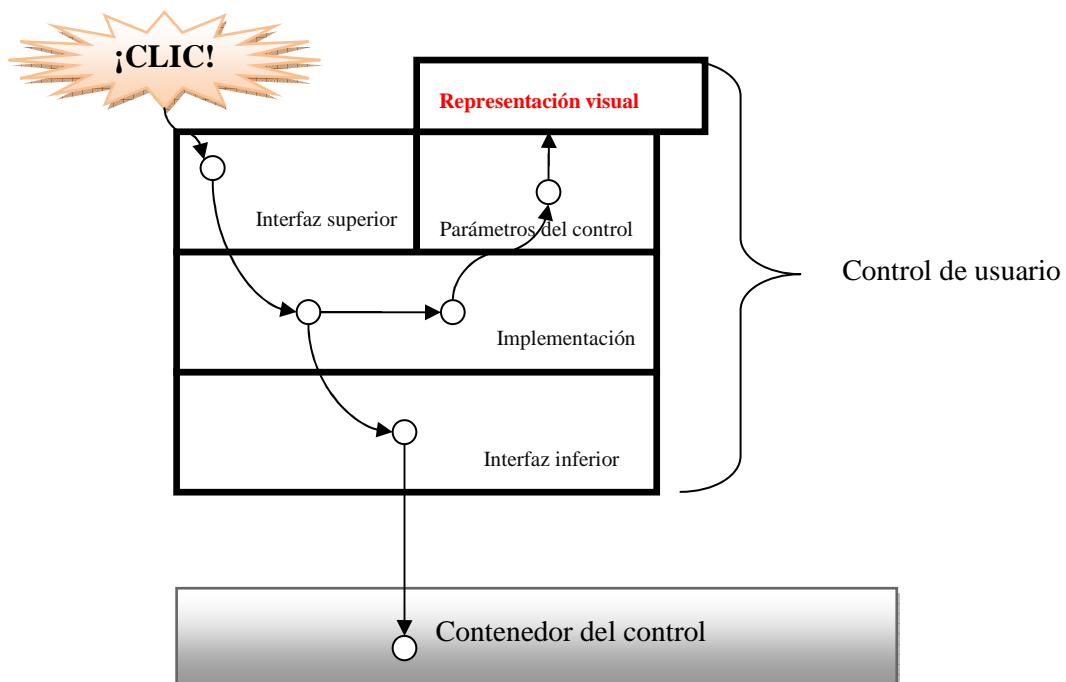 ¡CLIC!
Representación visual
Interfaz superior
Parámetros del control
Control de usuario
Implementación
Interfaz inferior
Contenedor del control